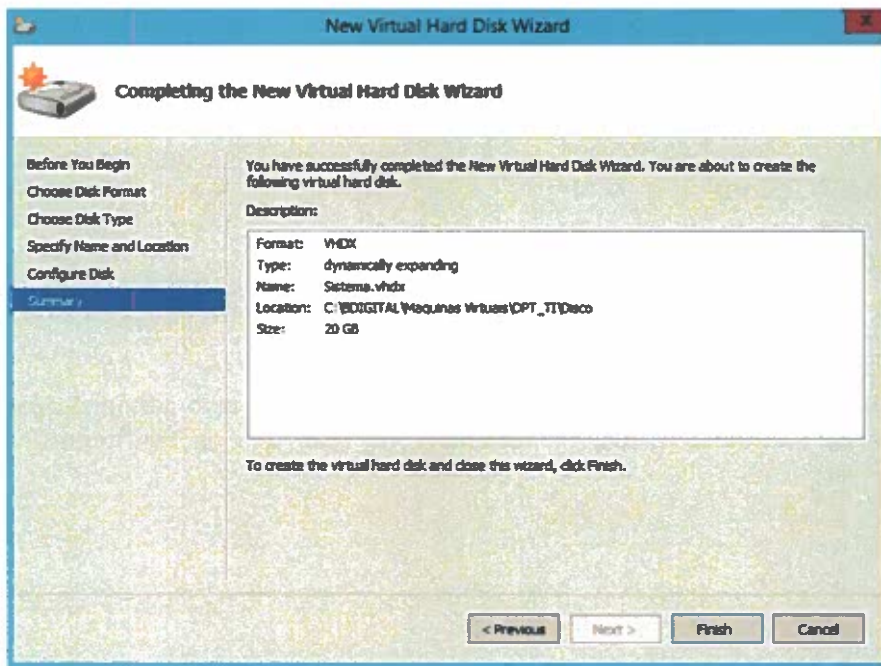 New Virtual Hard Disk Wizard
X
Completing the New Virtual Hard Disk Wizard
Before You Begin
Choose Disk Format
Choose Disk Type
Specify Name and Location
Configure Disk
Summary
You have successfully completed the New Virtual Hard Disk Wizard. You are about to create the
following virtual hard disk.
Description:
Format: VHDX
Type: dynamically expanding
Name: Sistema.vhdx
Location: C:\BDIGITAL\Maquinas Virtuais\DPT_TI\Disco
Size: 20 GB
To create the virtual hard disk and close this wizard, click Finish.
< Previous
Next >
Finish
Cancel